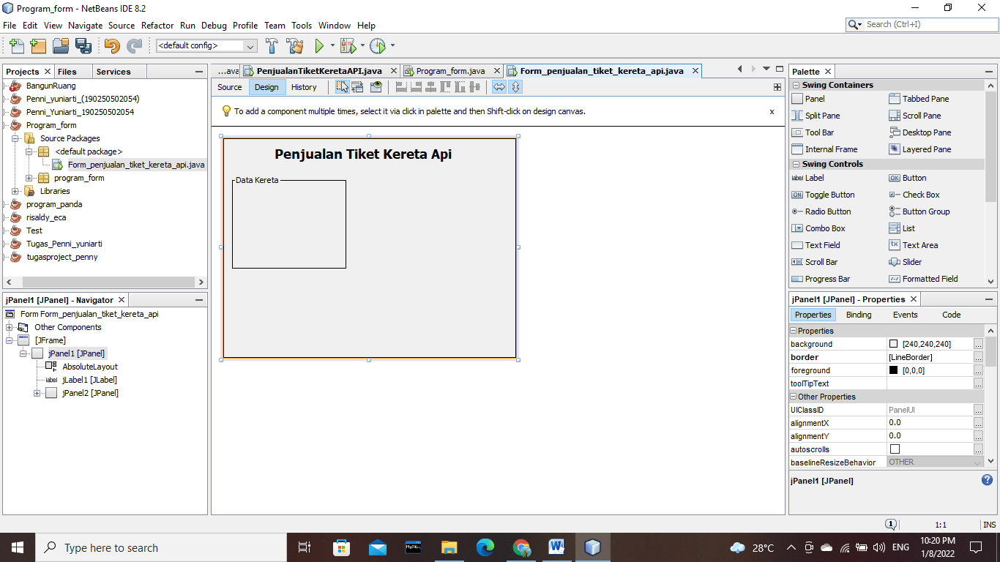 Program_form - NetBeans IDE 8.2
File Edit View Navigate Source Refactor Run Debug Profile Team Tools Window Help
Search (Ctrl+I)
<default config>
Projects Files Services
BangunRuang
Penni_yuniarti_(190250502054)
Penni_Yuniarti_190250502054
Program_form
Source Packages
<default package>
Form_penjualan_tiket_kereta_api.java
program_form
Libraries
program_panda
risaldy_eca
Test
Tugas_Penni_yuniarti
tugasproject_penny
jPanel1 [JPanel] - Navigator
Form Form_penjualan_tiket_kereta_api
Other Components
[JFrame]
jPanel1 [JPanel]
AbsoluteLayout
jLabel1 [JLabel]
jPanel2 [JPanel]
...ava PenjualanTiketKeretaAPI.java Program_form.java Form_penjualan_tiket_kereta_api.java
Source Design History
To add a component multiple times, select it via click in palette and then Shift-click on design canvas. x
Penjualan Tiket Kereta Api
Data Kereta
Palette
Swing Containers
Panel Tabbed Pane
Split Pane Scroll Pane
Tool Bar Desktop Pane
Internal Frame Layered Pane
Swing Controls
label Label OK Button
ON Toggle Button Check Box
Radio Button Button Group
Combo Box List
Text Field Text Area
Scroll Bar Slider
Progress Bar Formatted Field
jPanel1 [JPanel] - Properties
Properties Binding Events Code
Properties
background [240,240,240] ...
border [LineBorder] ...
foreground [0,0,0] ...
toolTipText ...
Other Properties
UIClassID PanelUI ...
alignmentX 0.0 ...
alignmentY 0.0 ...
autoscrolls ...
baselineResizeBehavior OTHER
jPanel1 [JPanel]
1 1:1 INS
Type here to search
MySQL
28°C
ENG
10:20 PM
1/8/2022